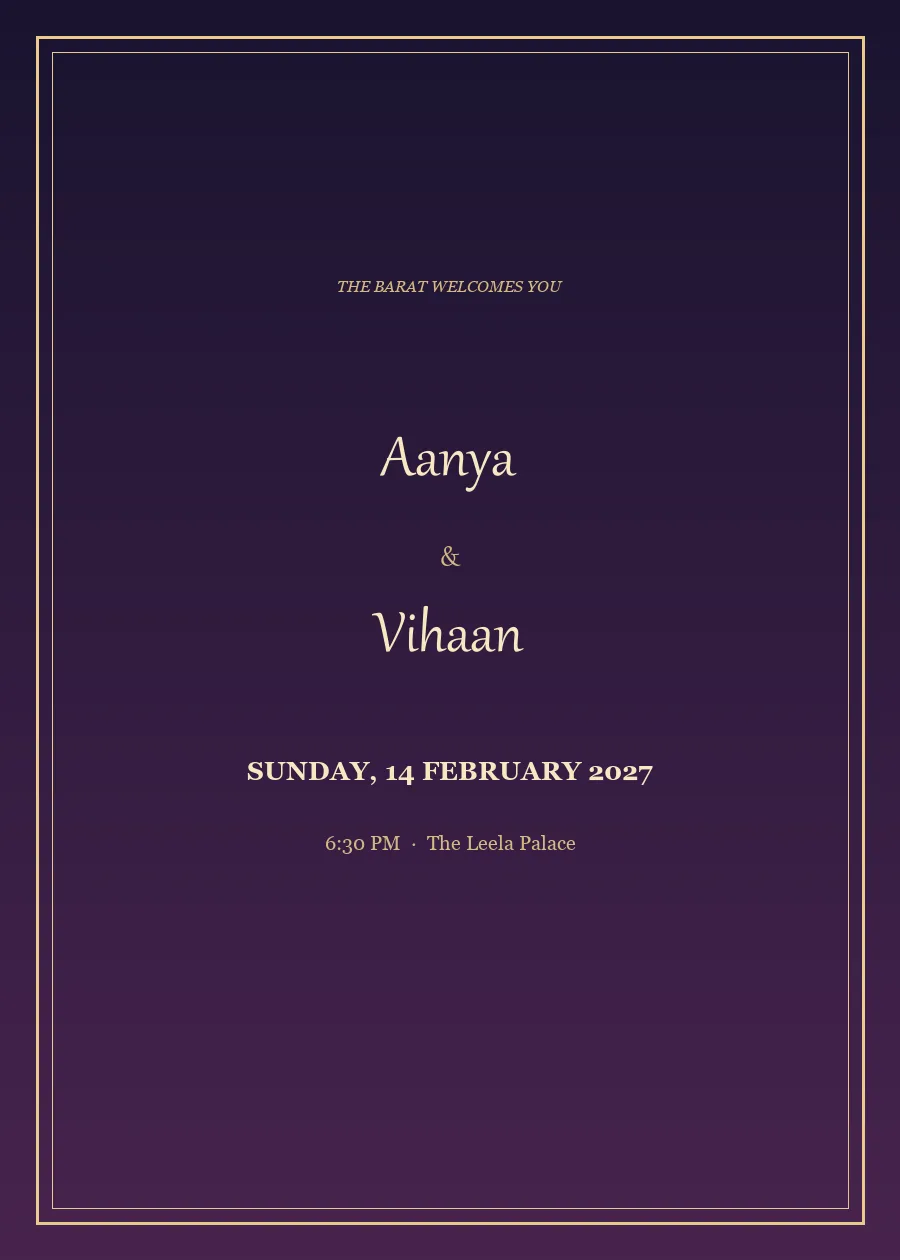 THE BARAT WELCOMES YOU
Aanya
&
Vihaan
SUNDAY, 14 FEBRUARY 2027
6:30 PM · The Leela Palace